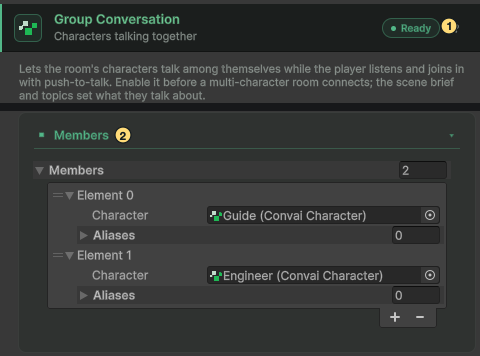 Group Conversation
Characters talking together
Ready
1
Lets the room's characters talk among themselves while the player listens and joins in
with push-to-talk. Enable it before a multi-character room connects; the scene brief
and topics set what they talk about.
Members 2
Members 2
Element 0
Character Guide (Convai Character)
Aliases 0
Element 1
Character Engineer (Convai Character)
Aliases 0
+ −